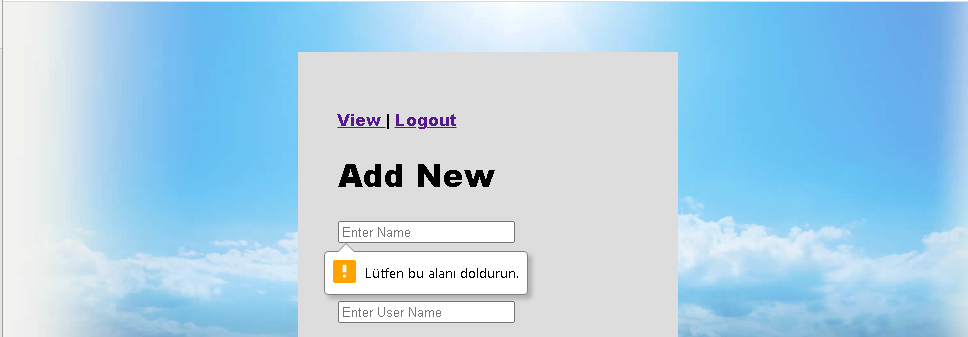 View | Logout
Add New
Enter Name
Lütfen bu alanı doldurun.
Enter User Name